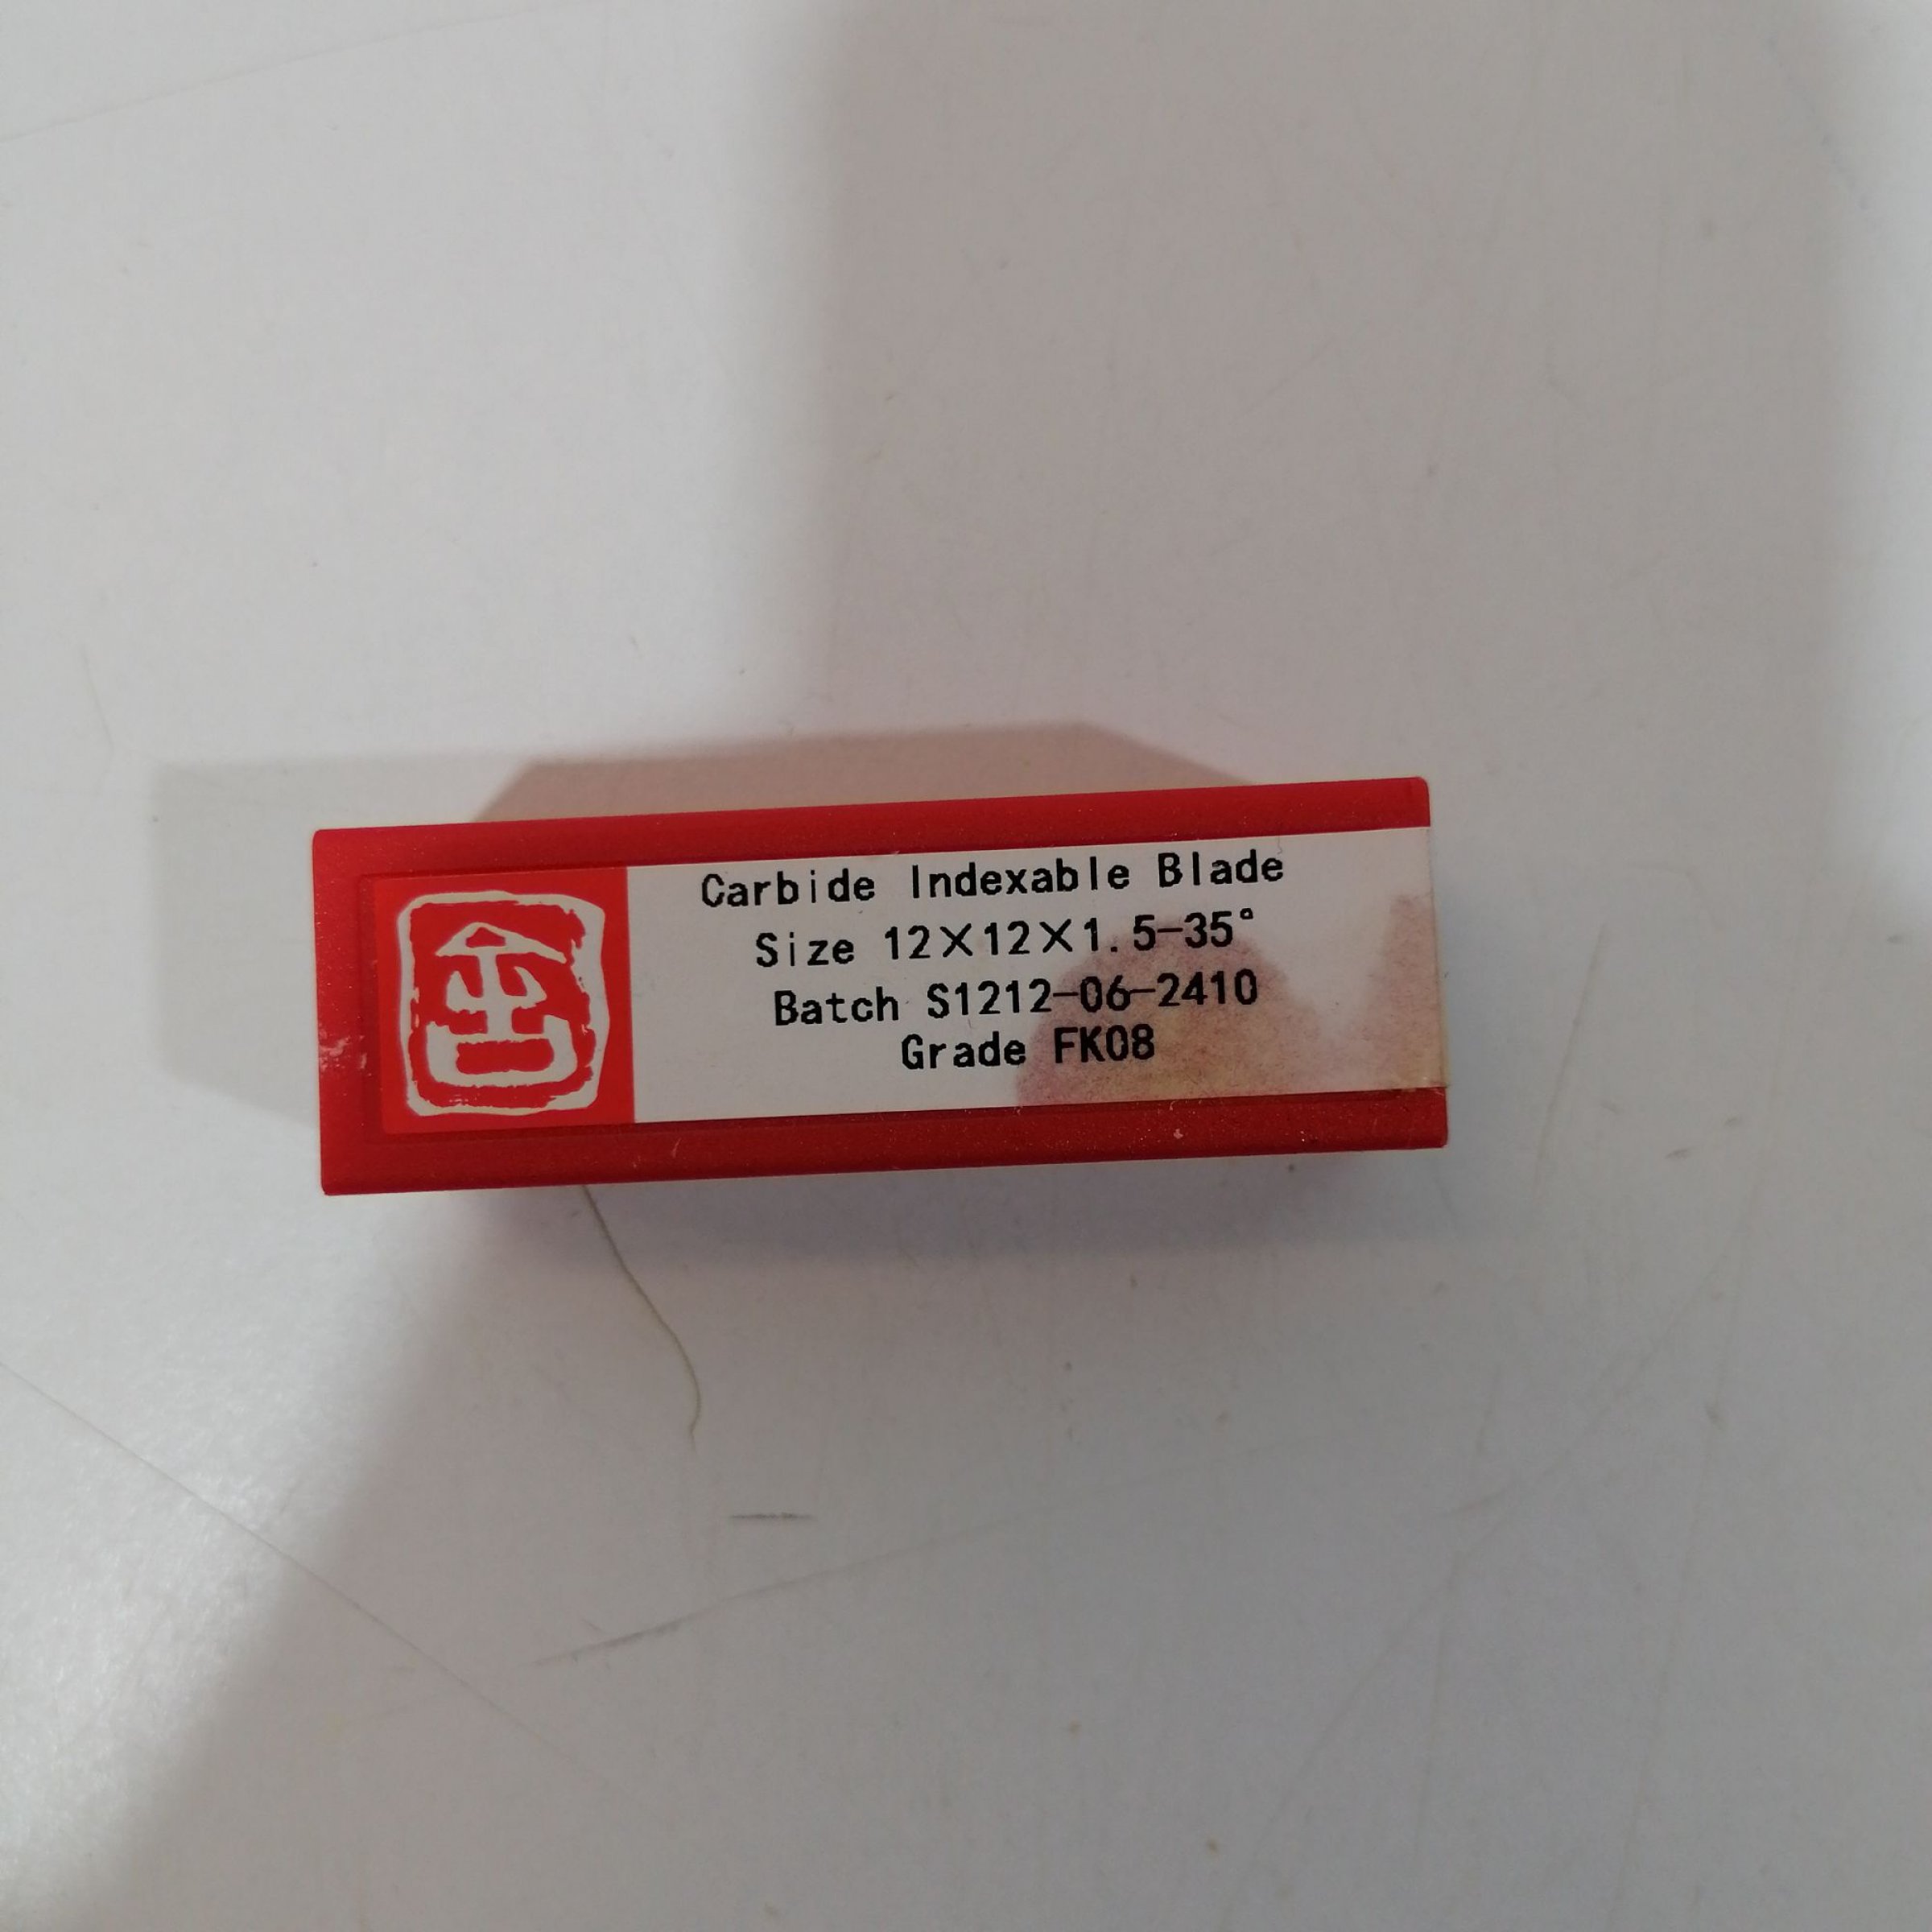 Carbide Indexable Blade
Size 12×12×1.5-35°
Batch S1212-06-2410
Grade FK08